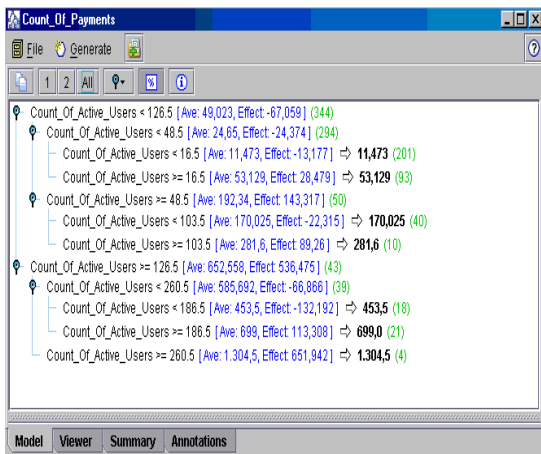 Count_Of_Payments
File Generate
1 2 All %
Count_Of_Active_Users < 126.5 [Ave: 49,023, Effect: -67,059] (344)
Count_Of_Active_Users < 48.5 [Ave: 24,65, Effect: -24,374] (294)
Count_Of_Active_Users < 16.5 [Ave: 11,473, Effect: -13,177] ⇨ 11,473 (201)
Count_Of_Active_Users >= 16.5 [Ave: 53,129, Effect: 28,479] ⇨ 53,129 (93)
Count_Of_Active_Users >= 48.5 [Ave: 192,34, Effect: 143,317] (50)
Count_Of_Active_Users < 103.5 [Ave: 170,025, Effect: -22,315] ⇨ 170,025 (40)
Count_Of_Active_Users >= 103.5 [Ave: 281,6, Effect: 89,26] ⇨ 281,6 (10)
Count_Of_Active_Users >= 126.5 [Ave: 652,558, Effect: 536,475] (43)
Count_Of_Active_Users < 260.5 [Ave: 585,692, Effect: -66,866] (39)
Count_Of_Active_Users < 186.5 [Ave: 453,5, Effect: -132,192] ⇨ 453,5 (18)
Count_Of_Active_Users >= 186.5 [Ave: 699, Effect: 113,308] ⇨ 699,0 (21)
Count_Of_Active_Users >= 260.5 [Ave: 1.304,5, Effect: 651,942] ⇨ 1.304,5 (4)
Model Viewer Summary Annotations